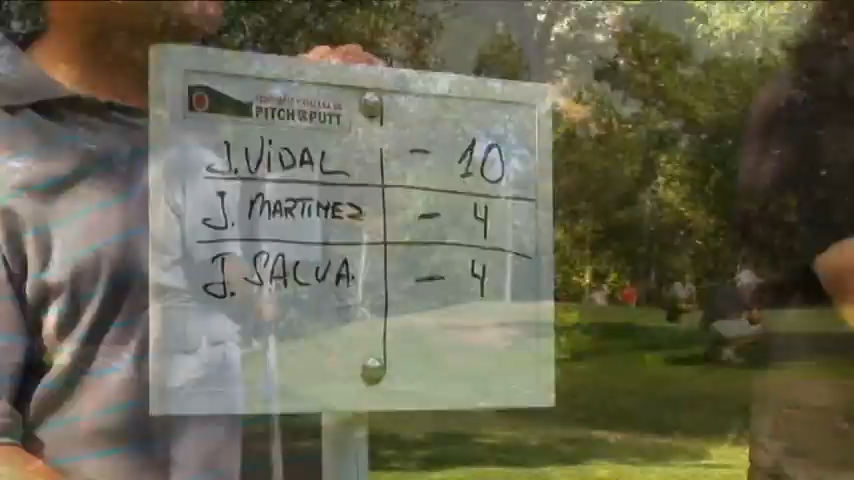 PITCH & PUTT
J. VIDAL - 10
J. MARTINEZ - 4
J. SALVA. - 4